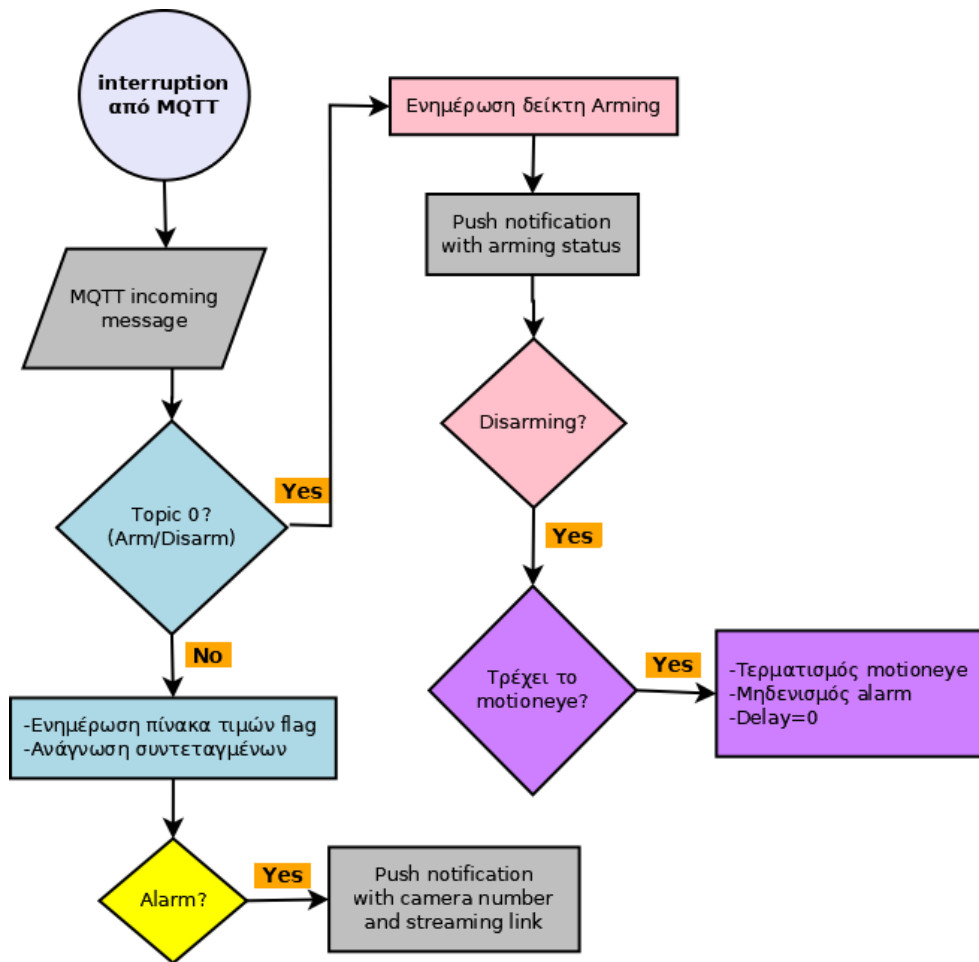 interruption
από MQTT
MQTT incoming
message
Topic 0?
(Arm/Disarm)
Yes
No
-Ενημέρωση πίνακα τιμών flag
-Ανάγνωση συντεταγμένων
Alarm?
Yes
Push notification
with camera number
and streaming link
Ενημέρωση δείκτη Arming
Push notification
with arming status
Disarming?
Yes
Τρέχει το
motioneye?
Yes
-Τερματισμός motioneye
-Μηδενισμός alarm
-Delay=0